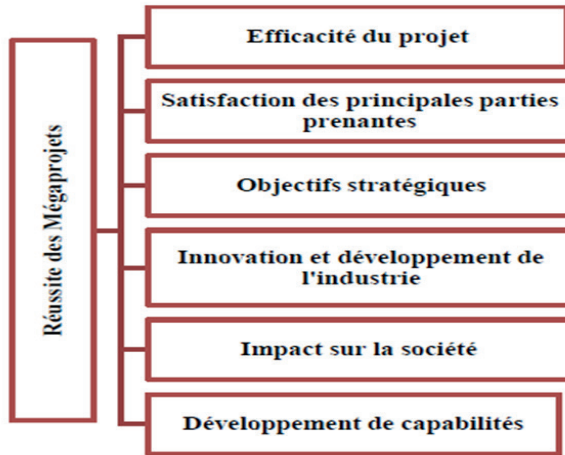 Réussite des Mégaprojets
Efficacité du projet
Satisfaction des principales parties
prenantes
Objectifs stratégiques
Innovation et développement de
l'industrie
Impact sur la société
Développement de capabilités